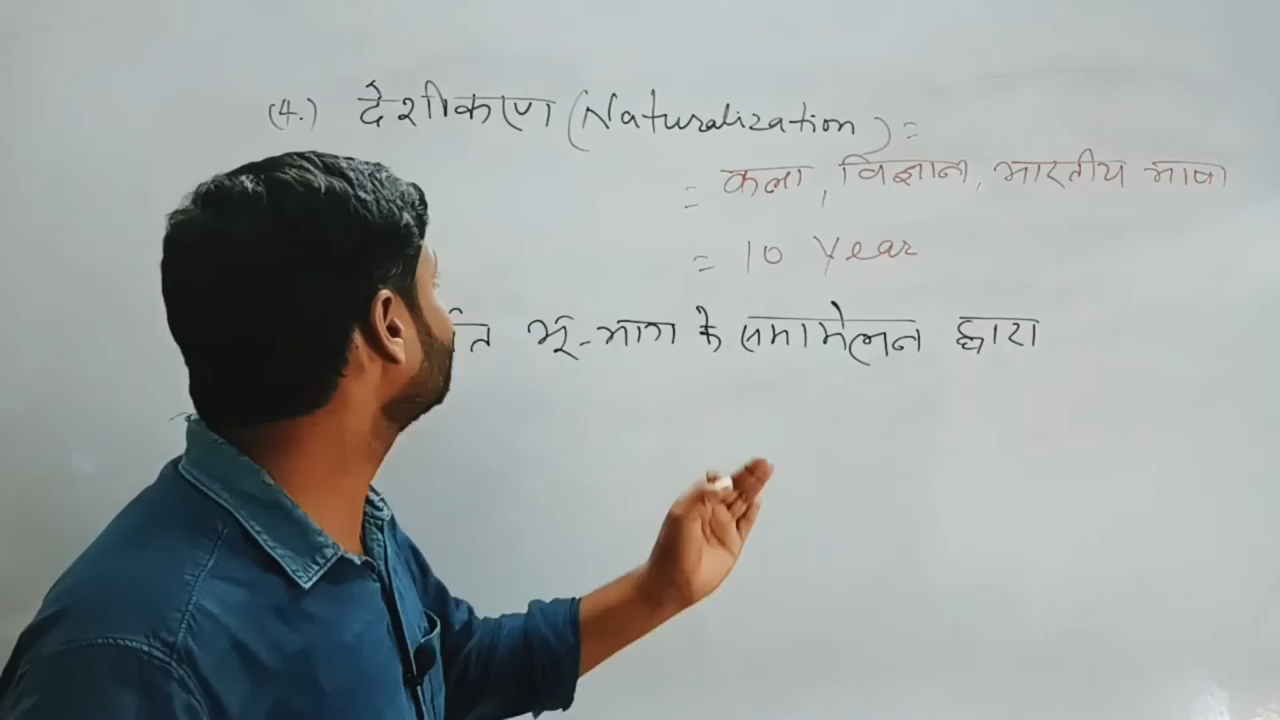 (4.) देशीकरण (Naturalization) =
= कला, विज्ञान, भारतीय भाषा
= 10 Year
भू-भाग के समामेलन द्वारा